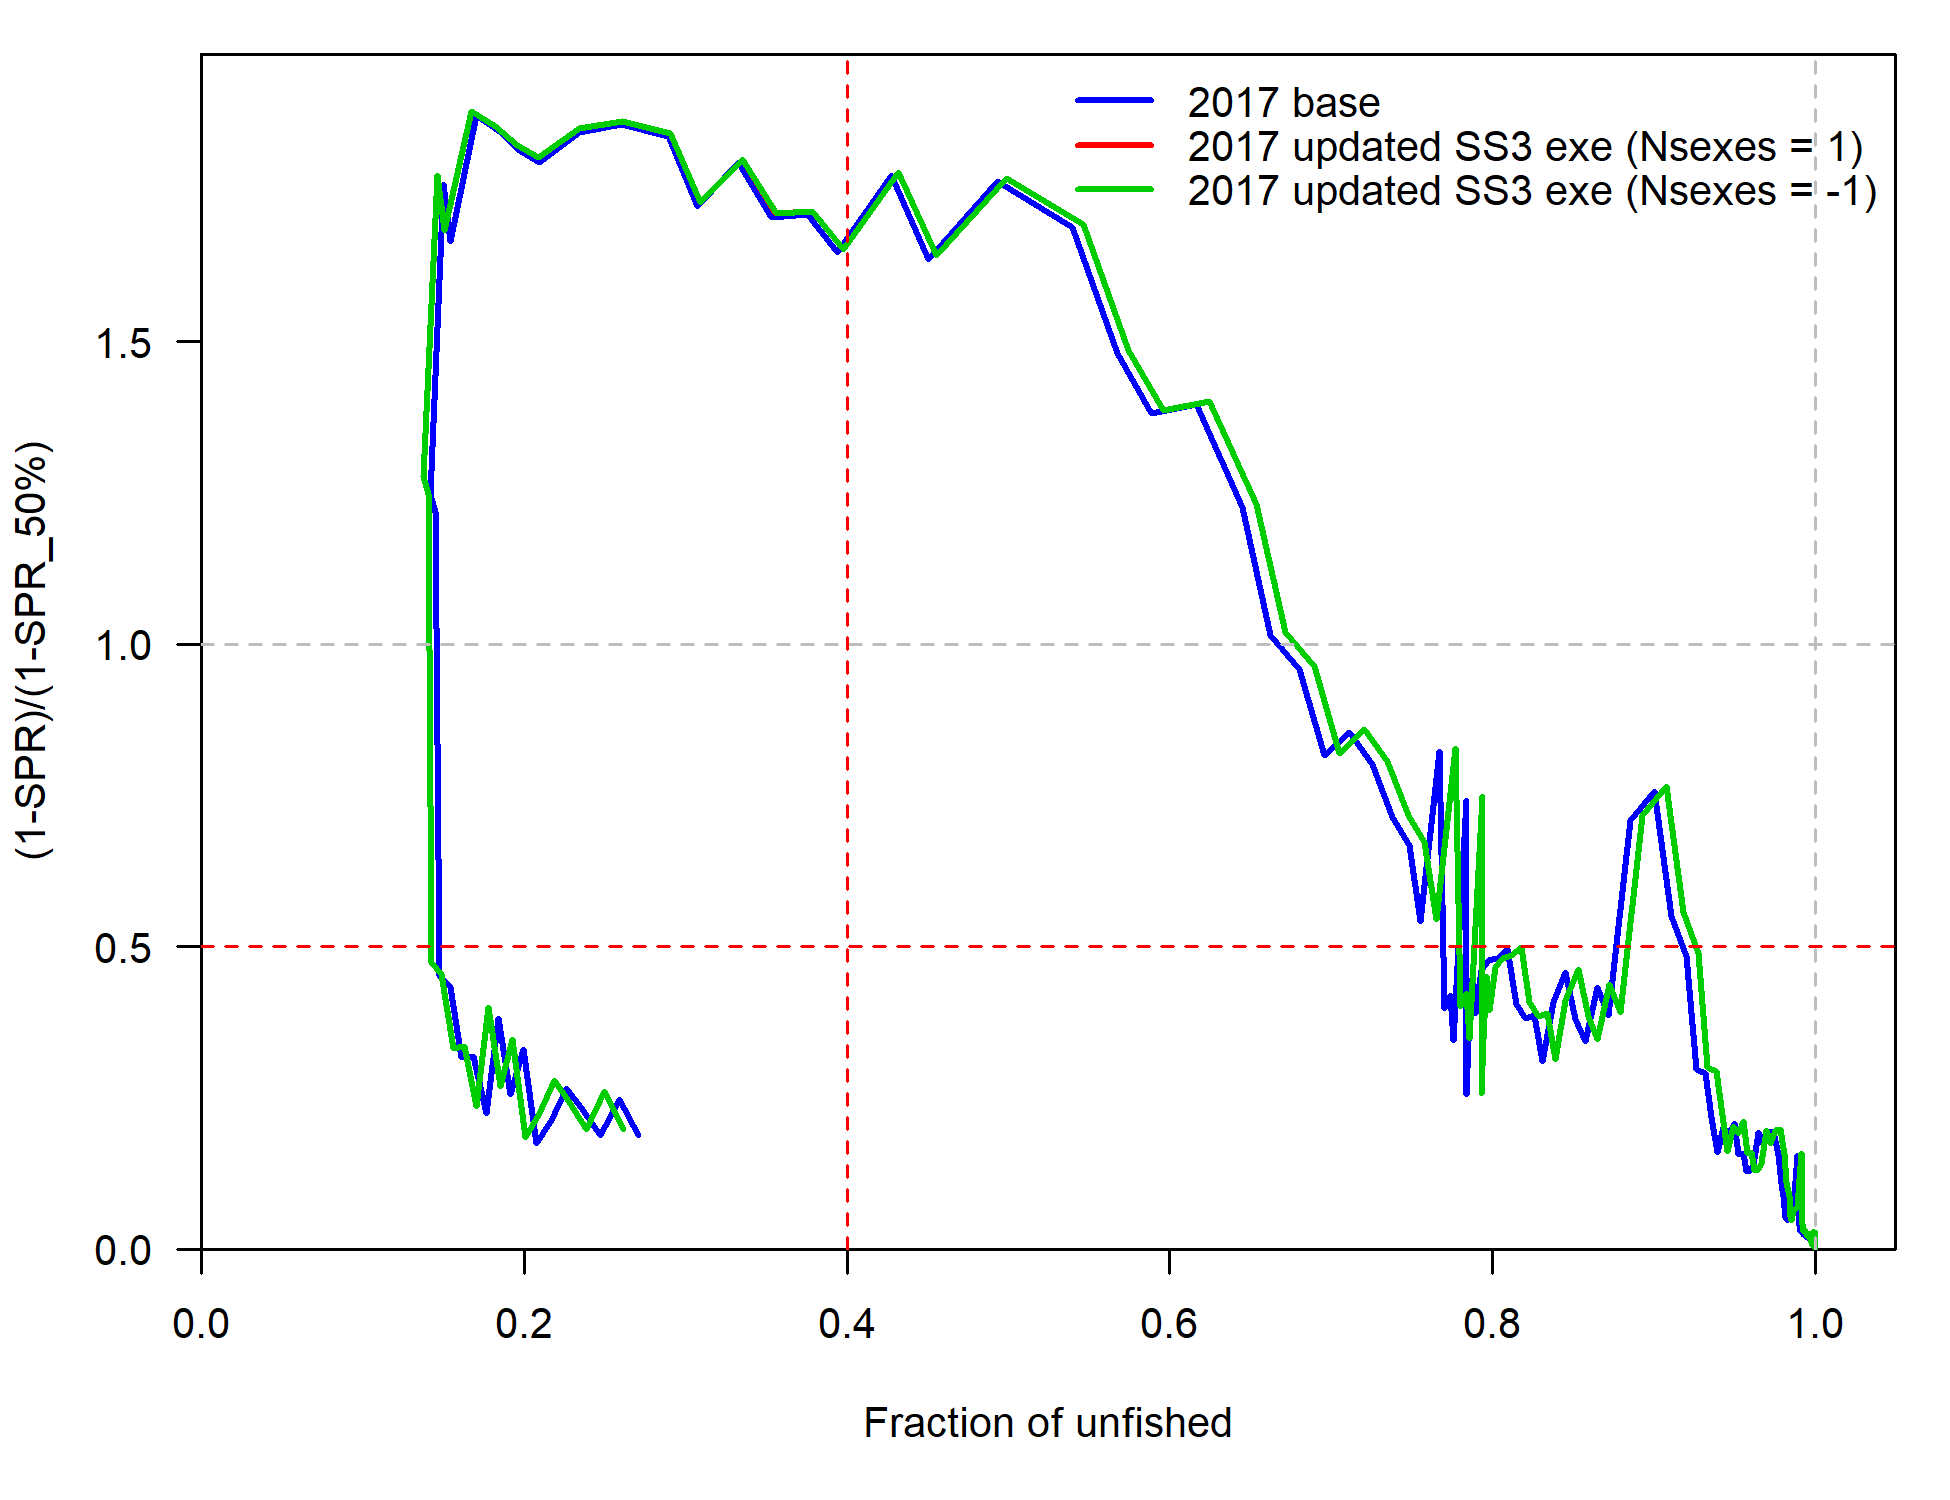 2017 base
2017 updated SS3 exe (Nsexes = 1)
2017 updated SS3 exe (Nsexes = -1)
1.5
1.0
0.5
0.0
(1-SPR)/(1-SPR_50%)
0.0 0.2 0.4 0.6 0.8 1.0
Fraction of unfished